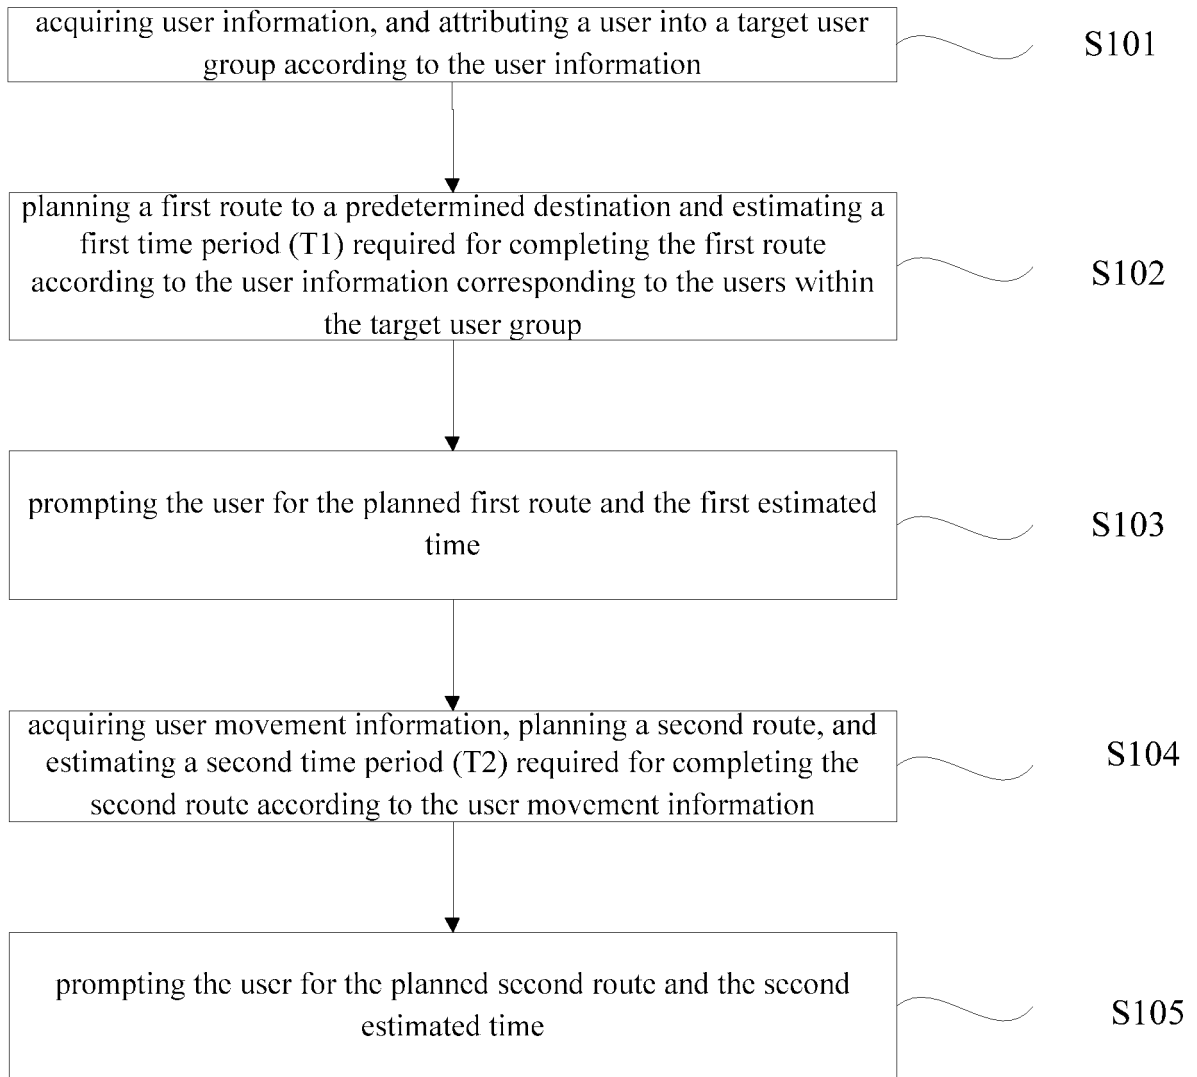 acquiring user information, and attributing a user into a target user
group according to the user information
S101
planning a first route to a predetermined destination and estimating a
first time period (T1) required for completing the first route
according to the user information corresponding to the users within
the target user group
S102
prompting the user for the planned first route and the first estimated
time
S103
acquiring user movement information, planning a second route, and
estimating a second time period (T2) required for completing the
second route according to the user movement information
S104
prompting the user for the planned second route and the second
estimated time
S105